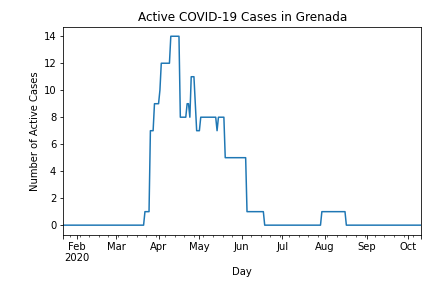 Active COVID-19 Cases in Grenada
Number of Active Cases
14
12
10
8
6
4
2
0
Feb Mar Apr May Jun Jul Aug Sep Oct
2020
Day